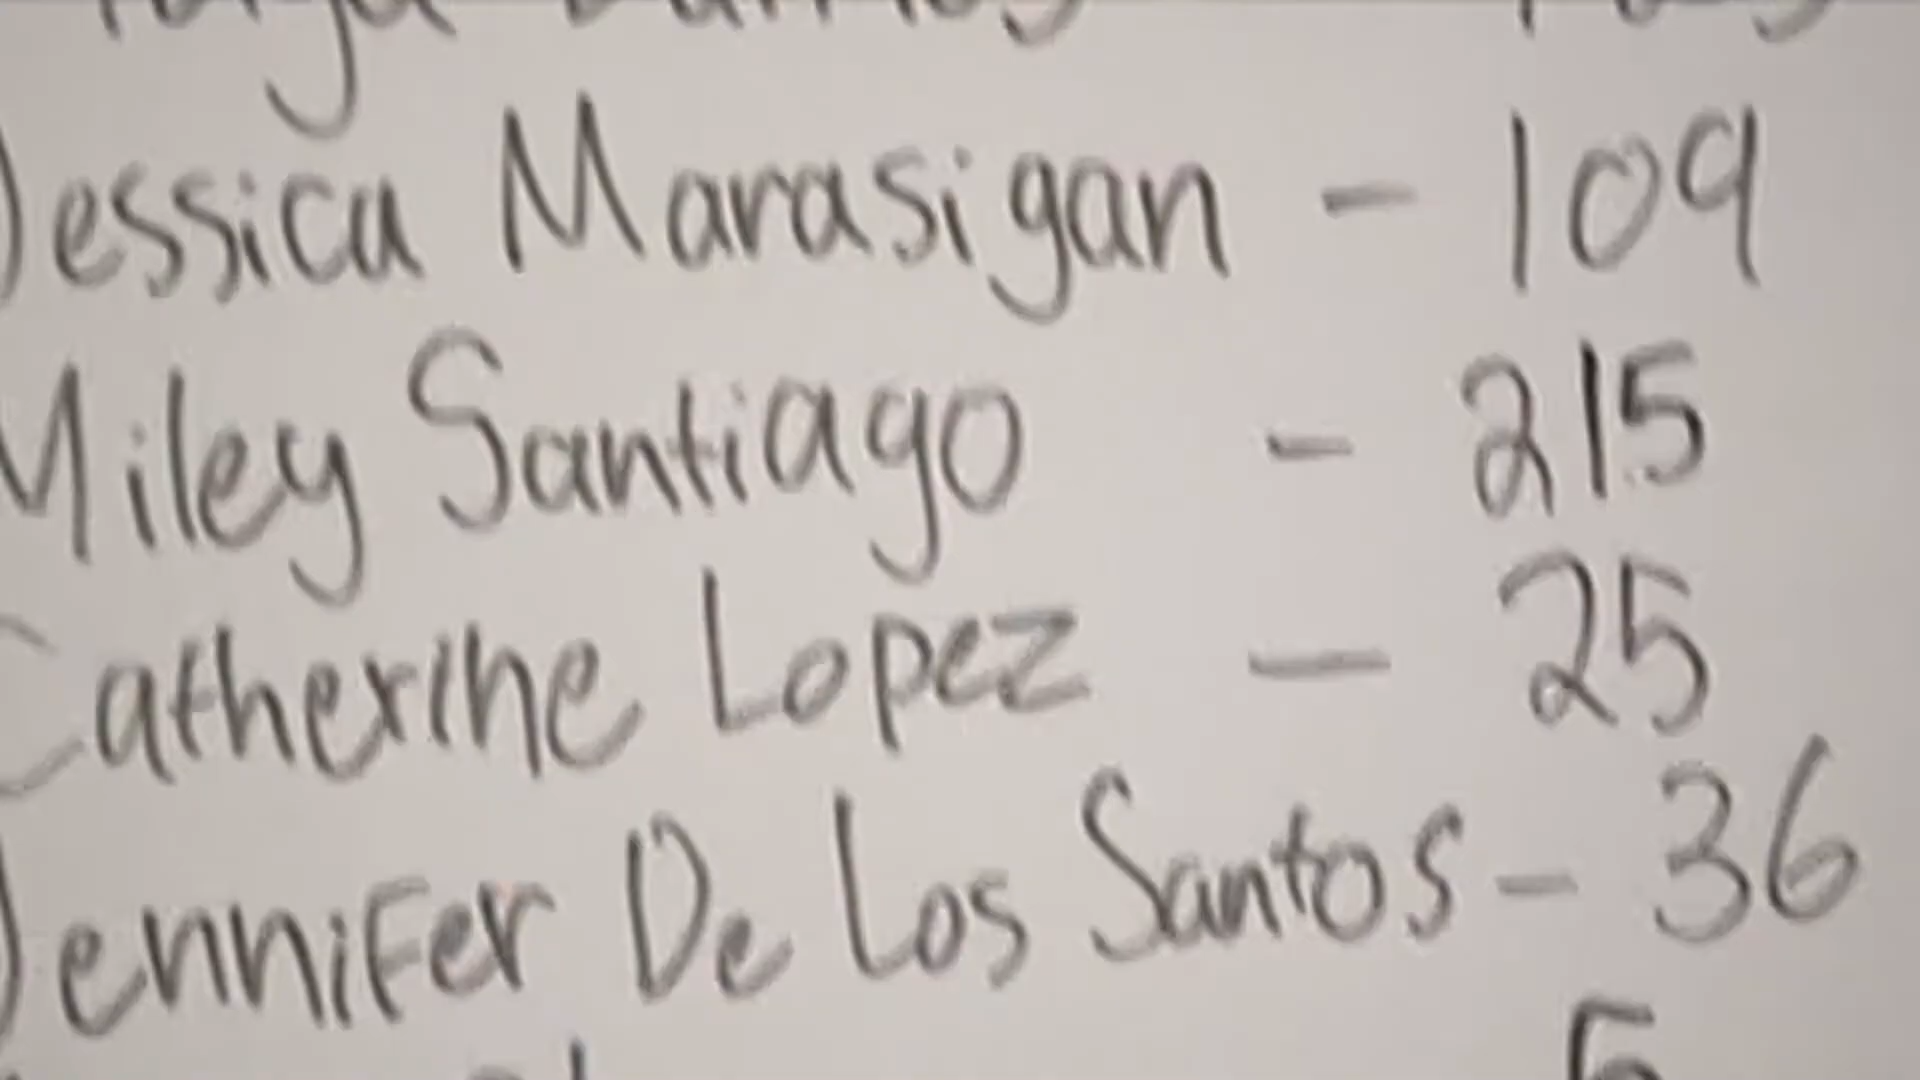 Jessica Marasigan - 109
Miley Santiago - 215
Catherine Lopez - 25
Jennifer De Los Santos - 36